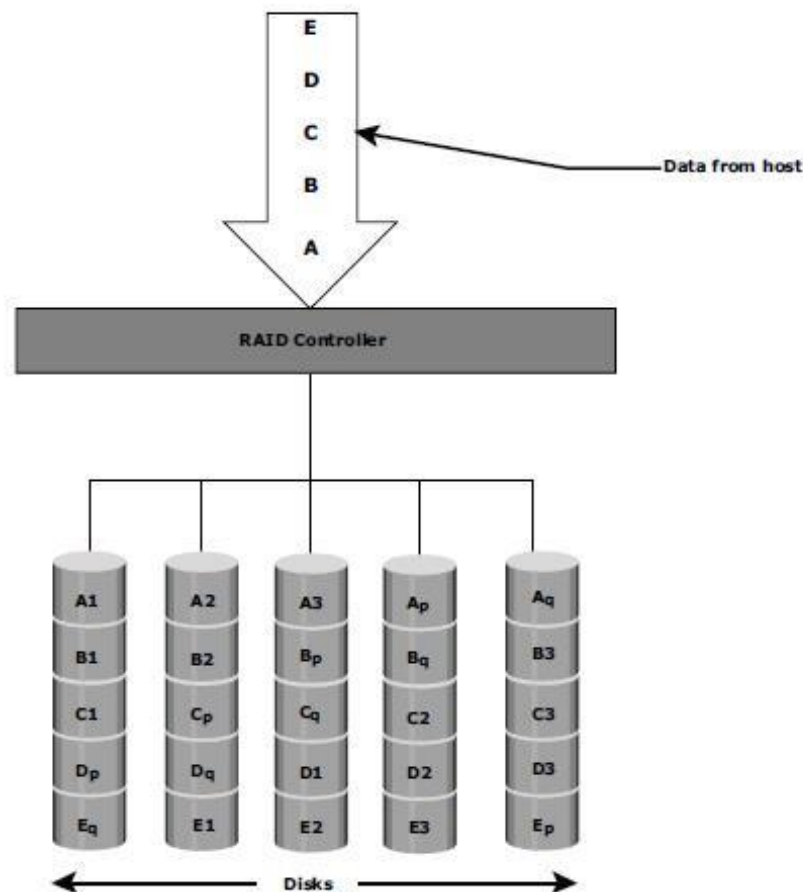 E
D
C
B
A
Data from host
RAID Controller
A1 A2 A3 Ap Aq
B1 B2 Bp Bq B3
C1 Cp Cq C2 C3
Dp Dq D1 D2 D3
Eq E1 E2 E3 Ep
Disks